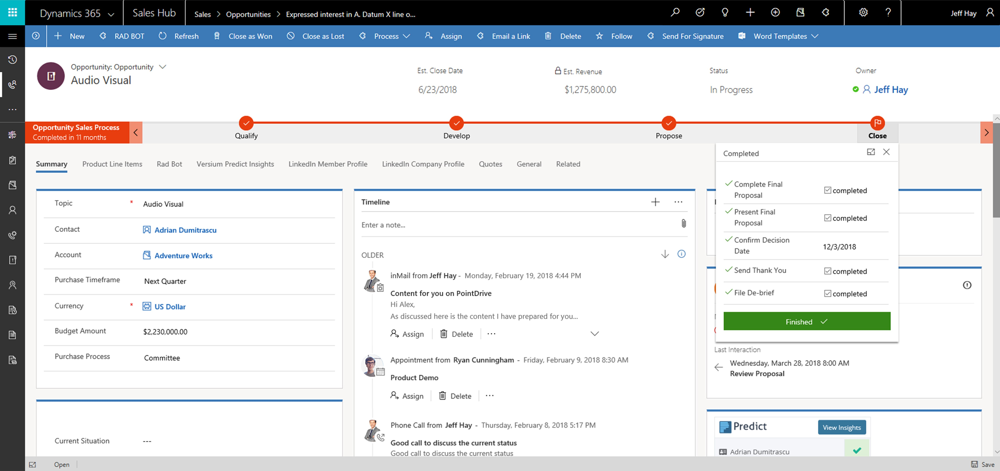 Dynamics 365
Sales Hub
Sales > Opportunities > Expressed interest in A. Datum X line o...
Jeff Hay
New
RAD BOT
Refresh
Close as Won
Close as Lost
Process
Assign
Email a Link
Delete
Follow
Send For Signature
Word Templates
Opportunity: Opportunity
Audio Visual
Est. Close Date
6/23/2018
Est. Revenue
$1,275,800.00
Status
In Progress
Owner
Jeff Hay
Opportunity Sales Process
Completed in 11 months
Qualify
Develop
Propose
Close
Summary
Product Line Items
Rad Bot
Versium Predict Insights
LinkedIn Member Profile
LinkedIn Company Profile
Quotes
General
Related
Topic * Audio Visual
Contact Adrian Dumitrascu
Account Adventure Works
Purchase Timeframe Next Quarter
Currency * US Dollar
Budget Amount $2,230,000.00
Purchase Process Committee
Current Situation ---
Timeline
Enter a note...
OLDER
inMail from Jeff Hay - Monday, February 19, 2018 4:44 PM
Content for you on PointDrive
Hi Alex,
As discussed here is the content I have prepared for you...
Assign Delete ...
Appointment from Ryan Cunningham - Friday, February 9, 2018 8:30 AM
Product Demo
Assign Delete ...
Phone Call from Jeff Hay - Thursday, February 8, 2018 5:17 PM
Good call to discuss the current status
Good call to discuss the current status
Completed
Complete Final
Proposal
completed
Present Final
Proposal
completed
Confirm Decision
Date
12/3/2018
Send Thank You
completed
File De-brief
completed
Finished
Last Interaction
Wednesday, March 28, 2018 8:00 AM
Review Proposal
Predict
View Insights
Adrian Dumitrascu
Open
Save